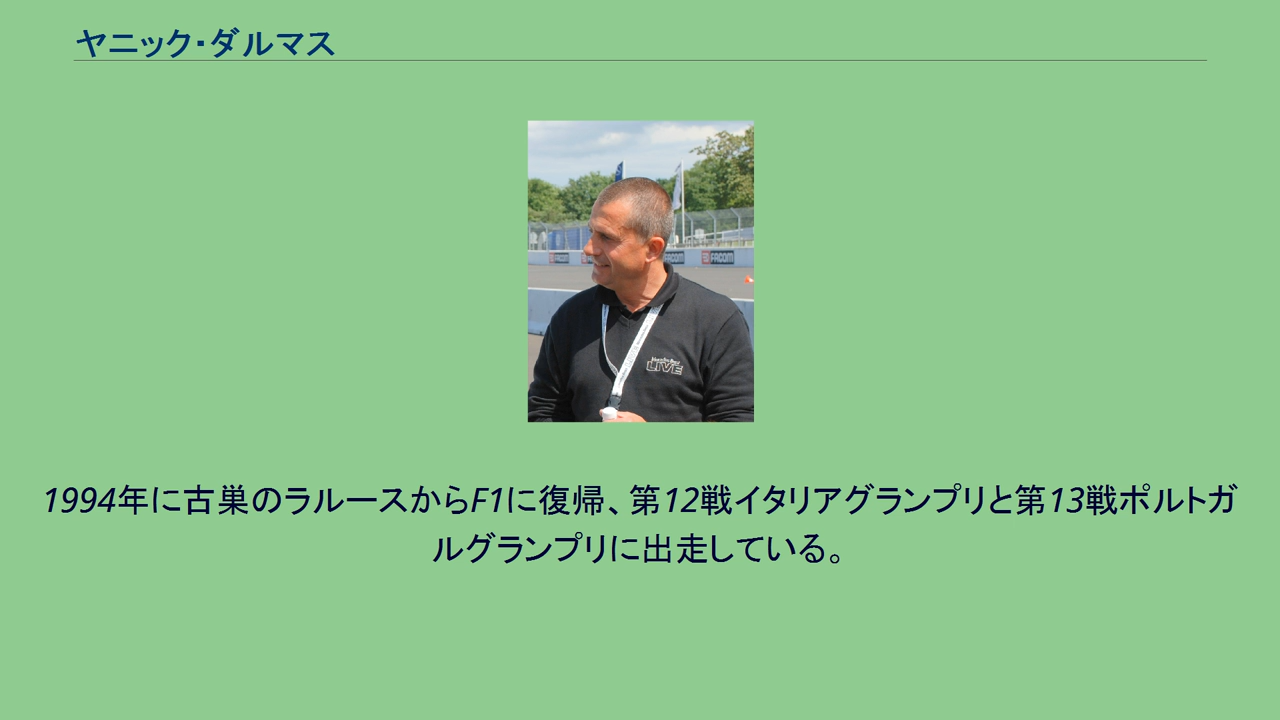 ヤニック・ダルマス
FACOM
FACOM
LIVE
1994年に古巣のラルースからF1に復帰、第12戦イタリアグランプリと第13戦ポルトガ
ルグランプリに出走している。